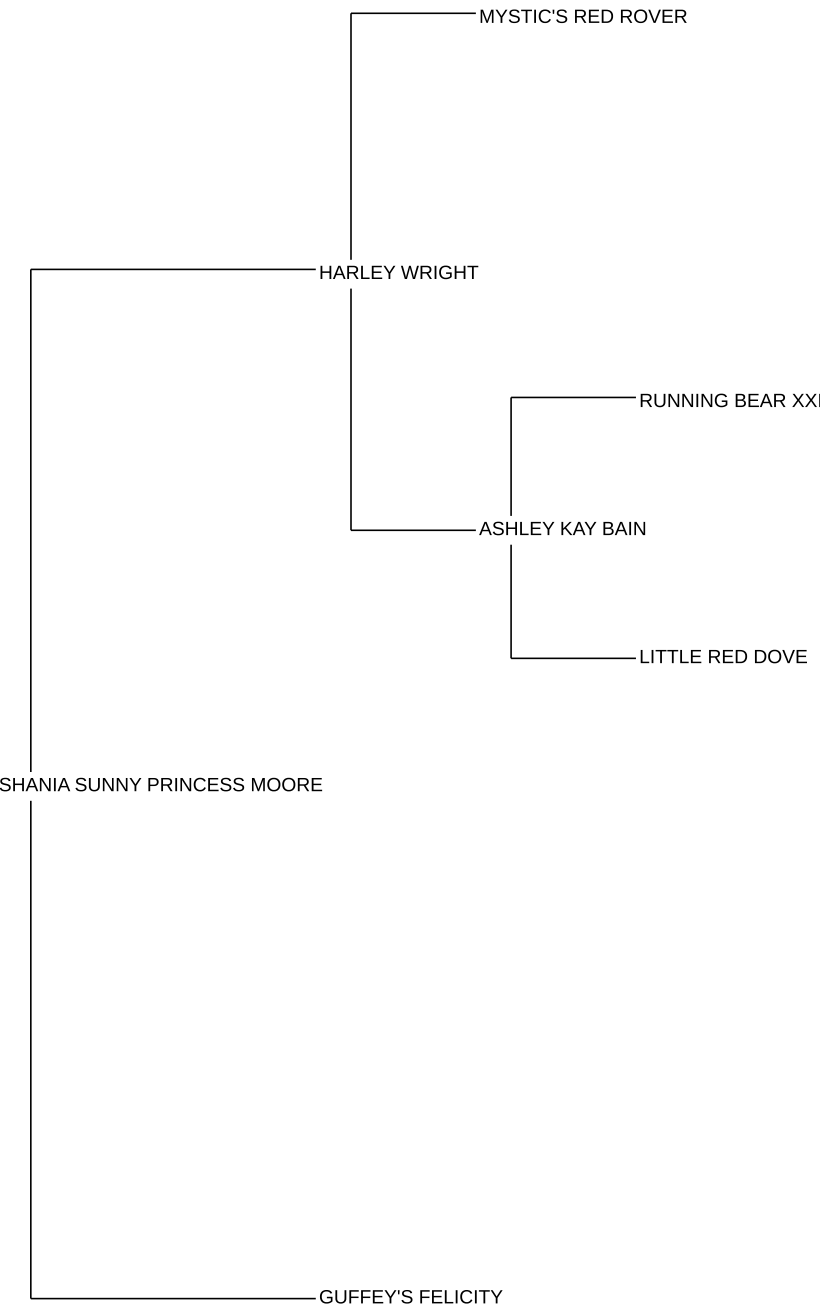 MYSTIC'S RED ROVER
HARLEY WRIGHT
RUNNING BEAR
ASHLEY KAY BAIN
LITTLE RED DOVE
SHANIA SUNNY PRINCESS MOORE
GUFFEY'S FELICITY